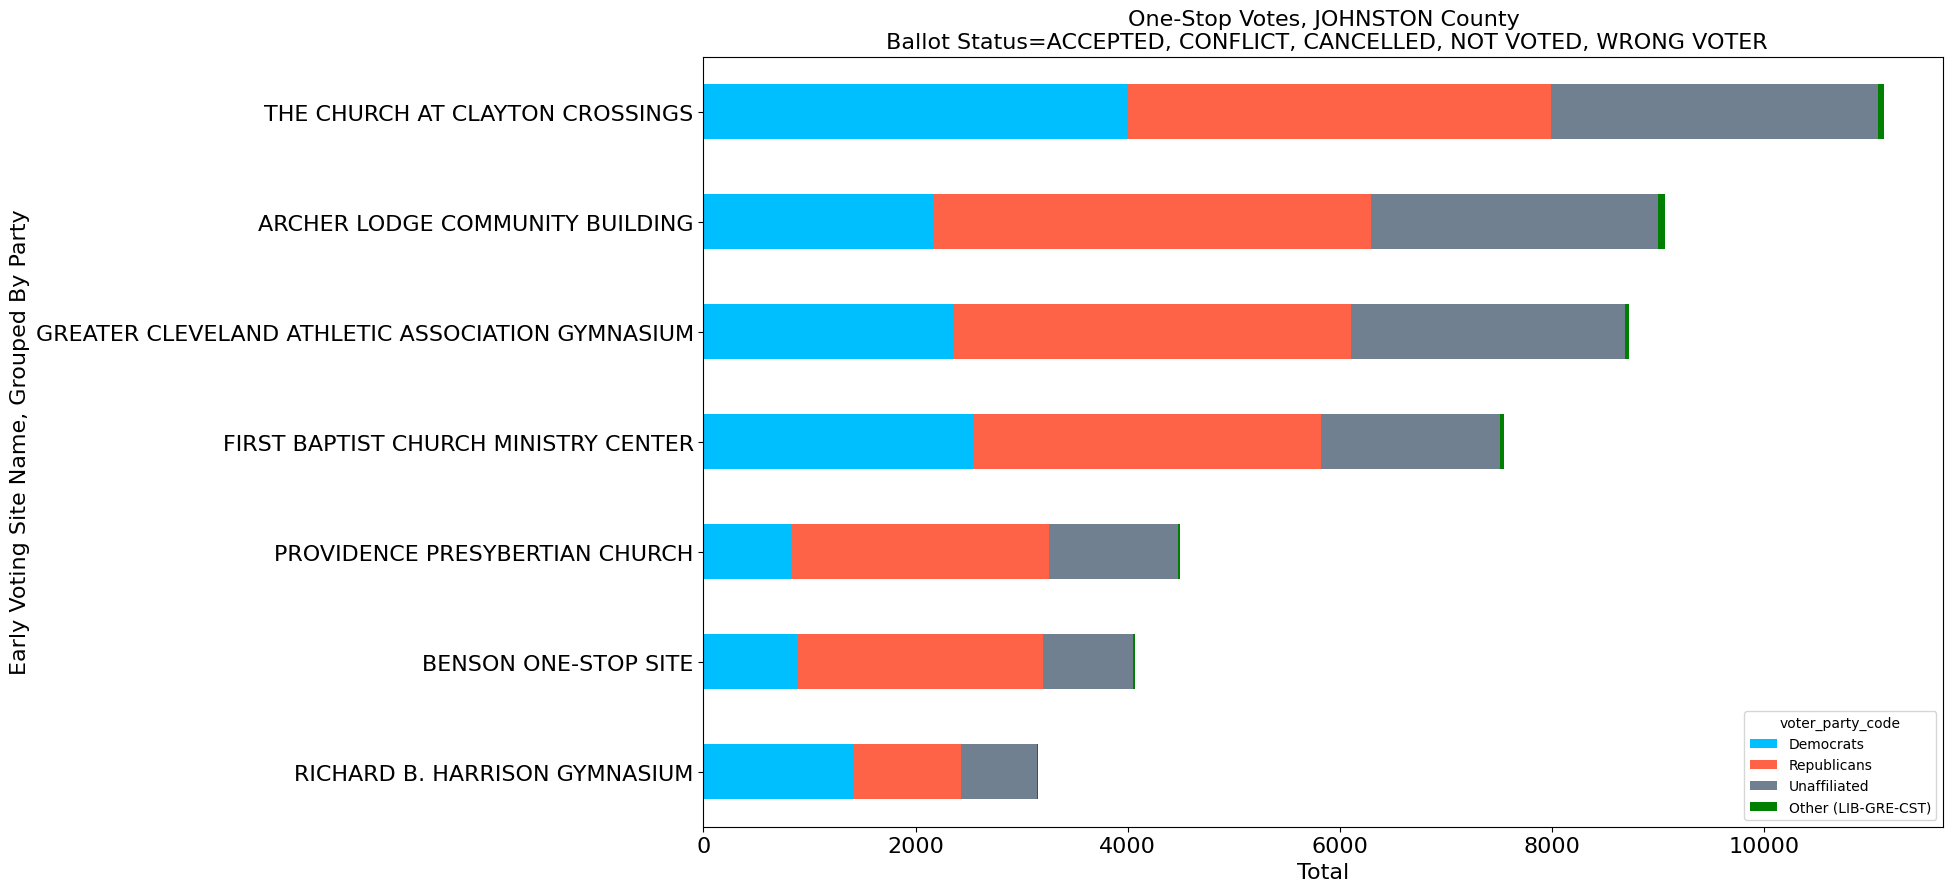 One-Stop Votes, JOHNSTON County
Ballot Status=ACCEPTED, CONFLICT, CANCELLED, NOT VOTED, WRONG VOTER
Early Voting Site Name, Grouped By Party
THE CHURCH AT CLAYTON CROSSINGS
ARCHER LODGE COMMUNITY BUILDING
GREATER CLEVELAND ATHLETIC ASSOCIATION GYMNASIUM
FIRST BAPTIST CHURCH MINISTRY CENTER
PROVIDENCE PRESYBERTIAN CHURCH
BENSON ONE-STOP SITE
RICHARD B. HARRISON GYMNASIUM
voter_party_code
Democrats
Republicans
Unaffiliated
Other (LIB-GRE-CST)
0 2000 4000 6000 8000 10000
Total